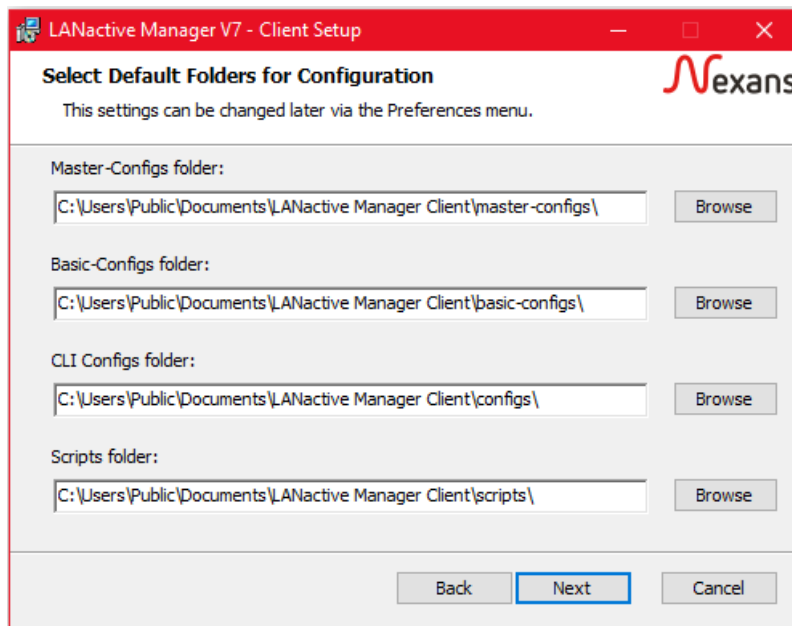 LANactive Manager V7 - Client Setup
Select Default Folders for Configuration
This settings can be changed later via the Preferences menu.
Nexans
Master-Configs folder:
C:\Users\Public\Documents\LANactive Manager Client\master-configs\
Browse
Basic-Configs folder:
C:\Users\Public\Documents\LANactive Manager Client\basic-configs\
Browse
CLI Configs folder:
C:\Users\Public\Documents\LANactive Manager Client\configs\
Browse
Scripts folder:
C:\Users\Public\Documents\LANactive Manager Client\scripts\
Browse
Back
Next
Cancel